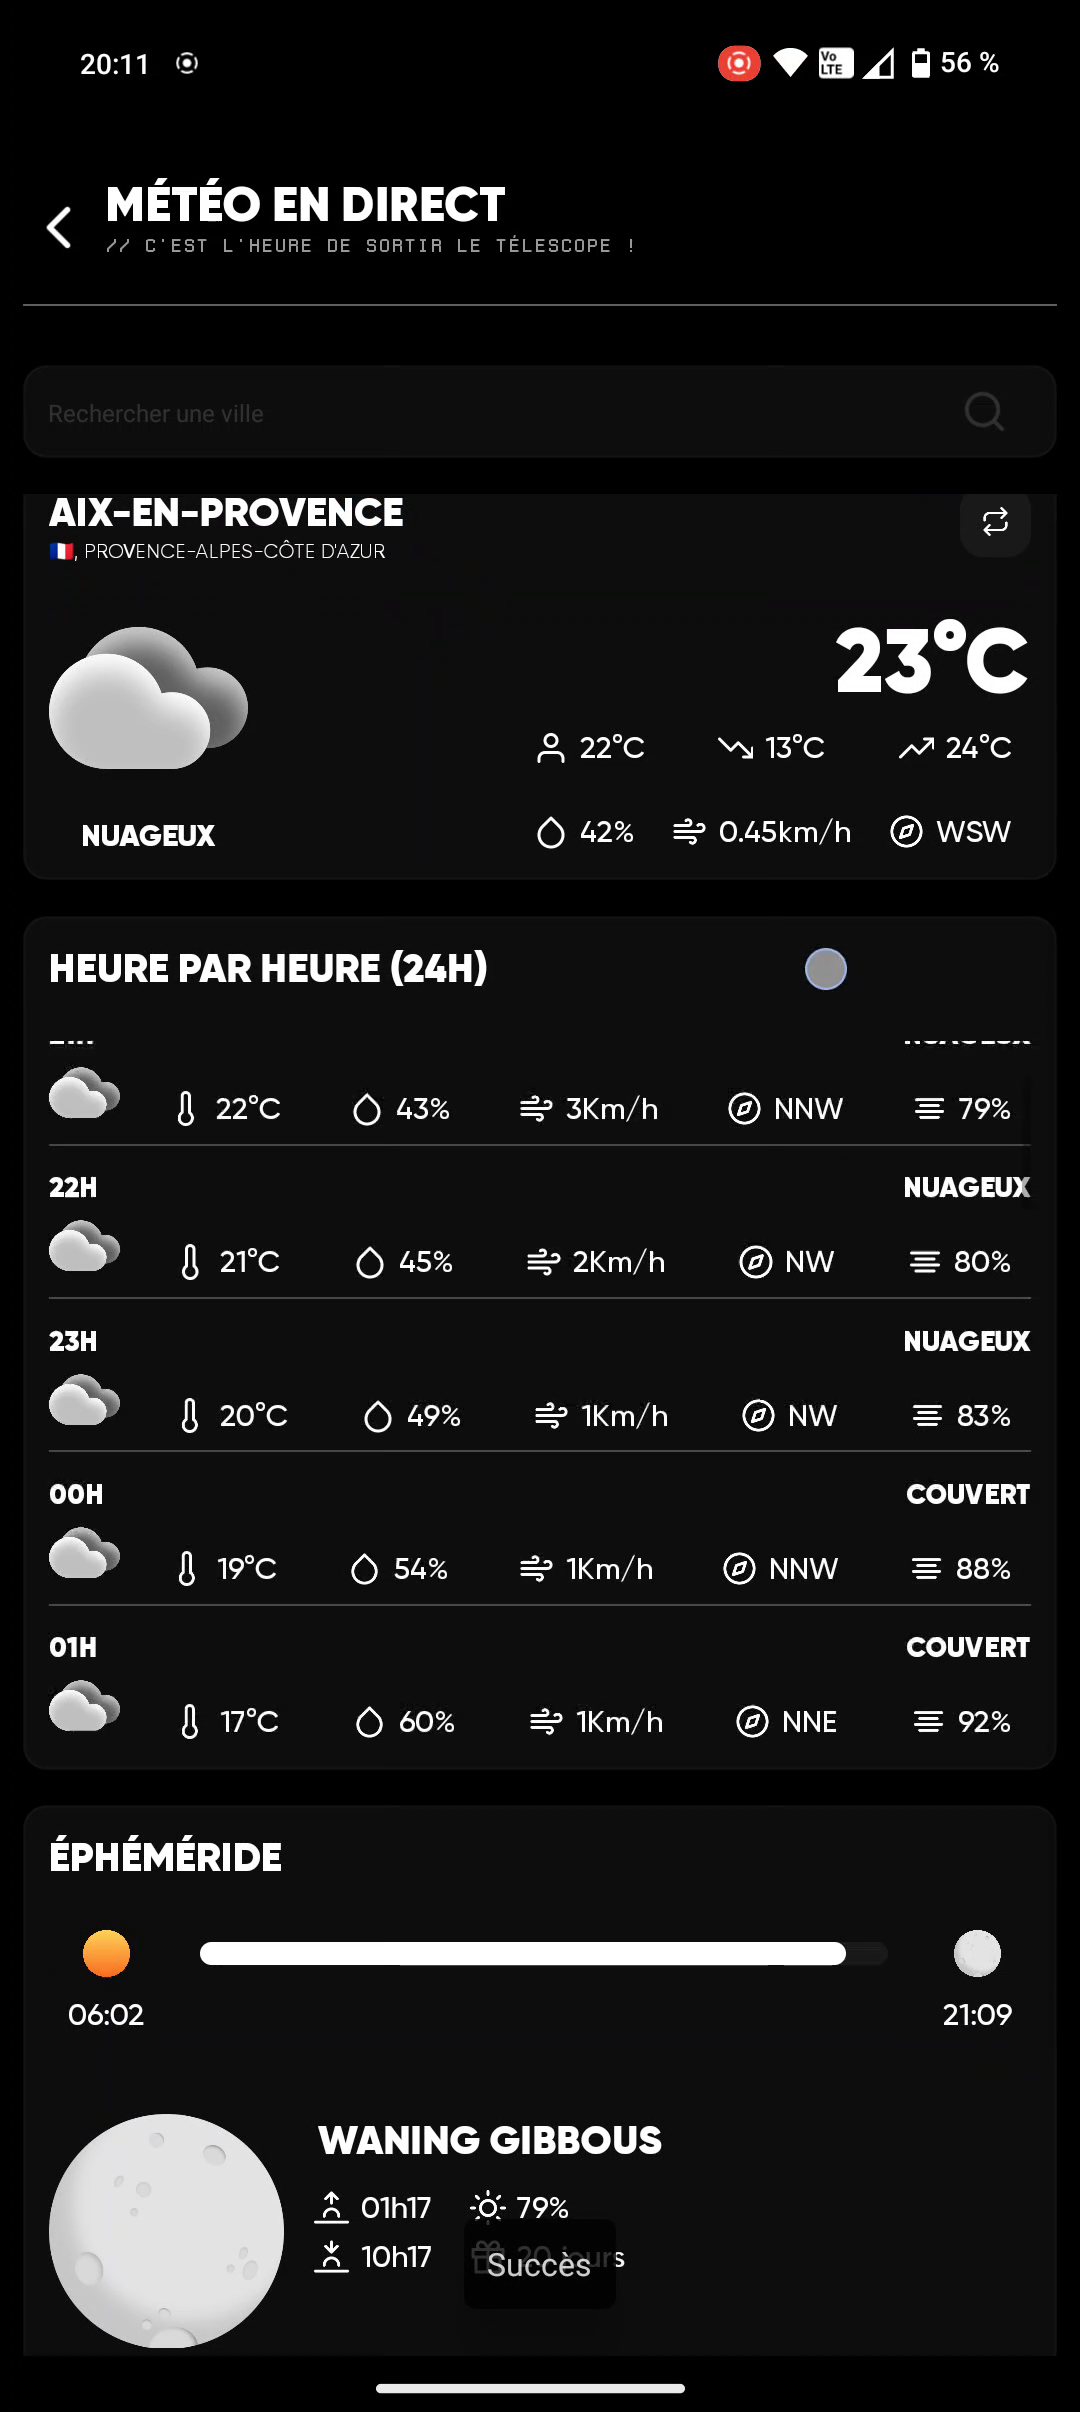 20:11
Vo LTE
56 %
MÉTÉO EN DIRECT
// C'EST L'HEURE DE SORTIR LE TÉLESCOPE !
Rechercher une ville
AIX-EN-PROVENCE
, PROVENCE-ALPES-CÔTE D'AZUR
23°C
22°C 13°C 24°C
NUAGEUX
42% 0.45km/h WSW
HEURE PAR HEURE (24H)
22°C 43% 3Km/h NNW 79%
22H NUAGEUX
21°C 45% 2Km/h NW 80%
23H NUAGEUX
20°C 49% 1Km/h NW 83%
00H COUVERT
19°C 54% 1Km/h NNW 88%
01H COUVERT
17°C 60% 1Km/h NNE 92%
ÉPHÉMÉRIDE
06:02 21:09
WANING GIBBOUS
01h17 79%
10h17 20 jours
Succès